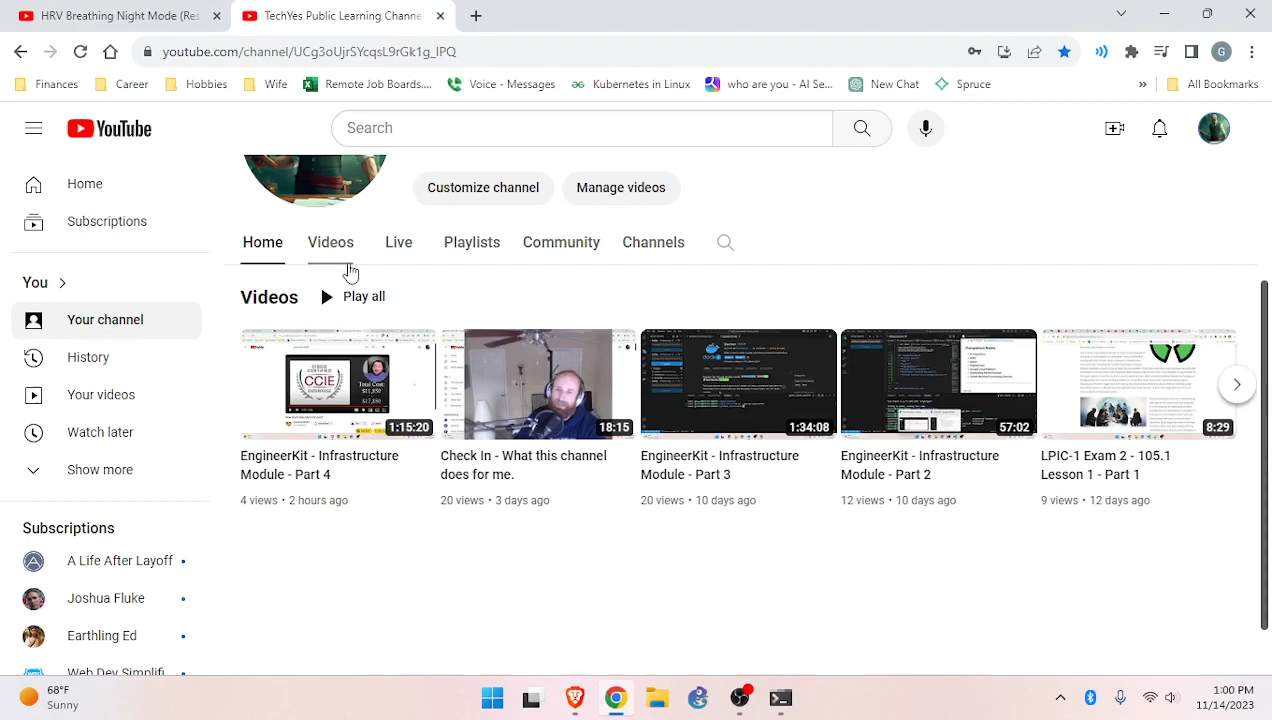 HRV Breathing Night Mode (Res
TechYes Public Learning Channe
youtube.com/channel/UCg3oUjrSYcqsL9rGk1g_IPQ
G
Finances
Career
Hobbies
Wife
Remote Job Boards....
Voice - Messages
Kubernetes in Linux
who are you - AI Se...
New Chat
Spruce
»
All Bookmarks
YouTube
Search
Home
Subscriptions
You
Your channel
History
Your videos
Watch later
Show more
Subscriptions
A Life After Layoff
Joshua Fluke
Earthling Ed
Web Dev Simplifi
Customize channel
Manage videos
Home
Videos
Live
Playlists
Community
Channels
Videos
Play all
CCIE
Total Cost
$17,850
1:15:20
EngineerKit - Infrastructure
Module - Part 4
4 views • 2 hours ago
18:15
Check In - What this channel
does for me.
20 views • 3 days ago
docker
1:34:08
EngineerKit - Infrastructure
Module - Part 3
20 views • 10 days ago
57:02
EngineerKit - Infrastructure
Module - Part 2
12 views • 10 days ago
8:29
LPIC-1 Exam 2 - 105.1
Lesson 1 - Part 1
9 views • 12 days ago
68°F
Sunny
1:00 PM
11/14/2023